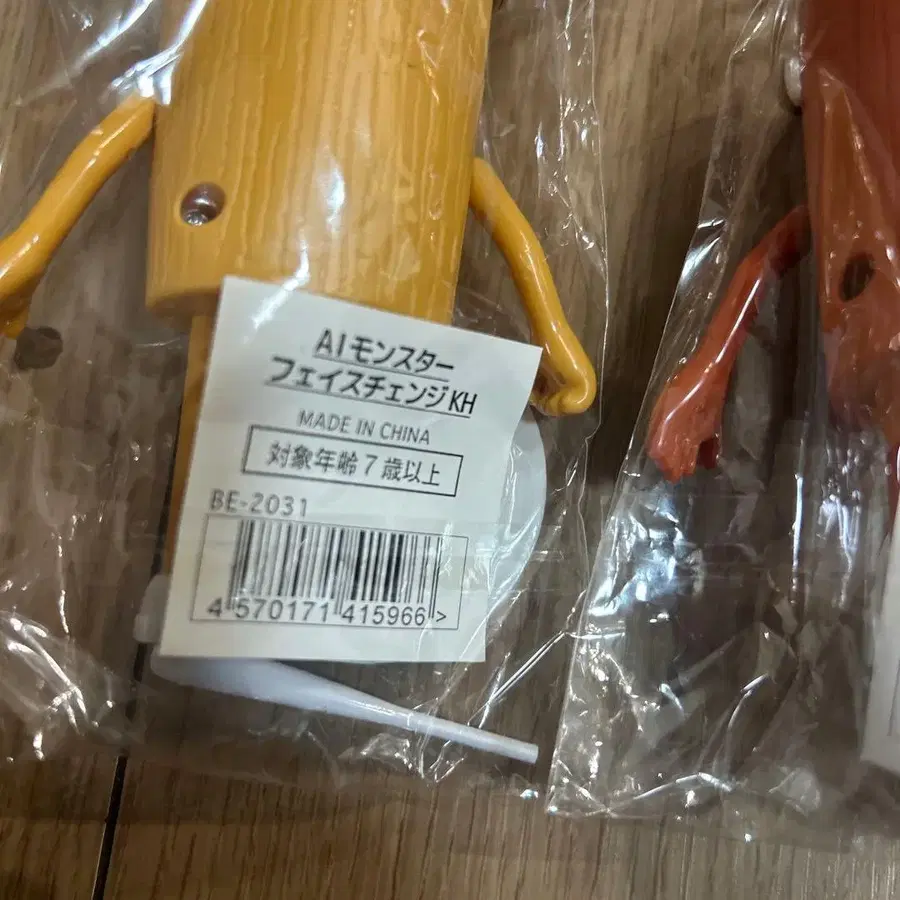 AIモンスター
フェイスチェンジKH
MADE IN CHINA
対象年齢7歳以上
BE-2031
4 570171 415966 >